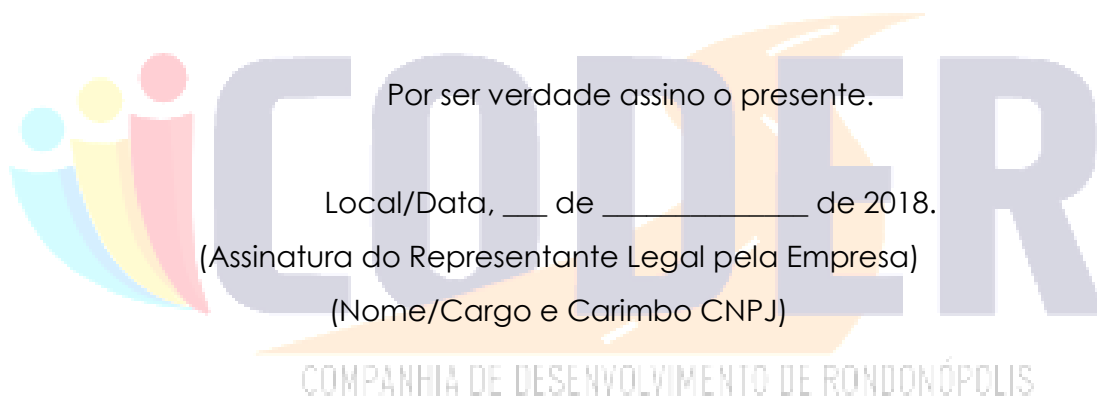 Por ser verdade assino o presente.
Local/Data, ___ de ______________ de 2018.
(Assinatura do Representante Legal pela Empresa)
(Nome/Cargo e Carimbo CNPJ)
CODER
COMPANHIA DE DESENVOLVIMENTO DE RONDONÓPOLIS